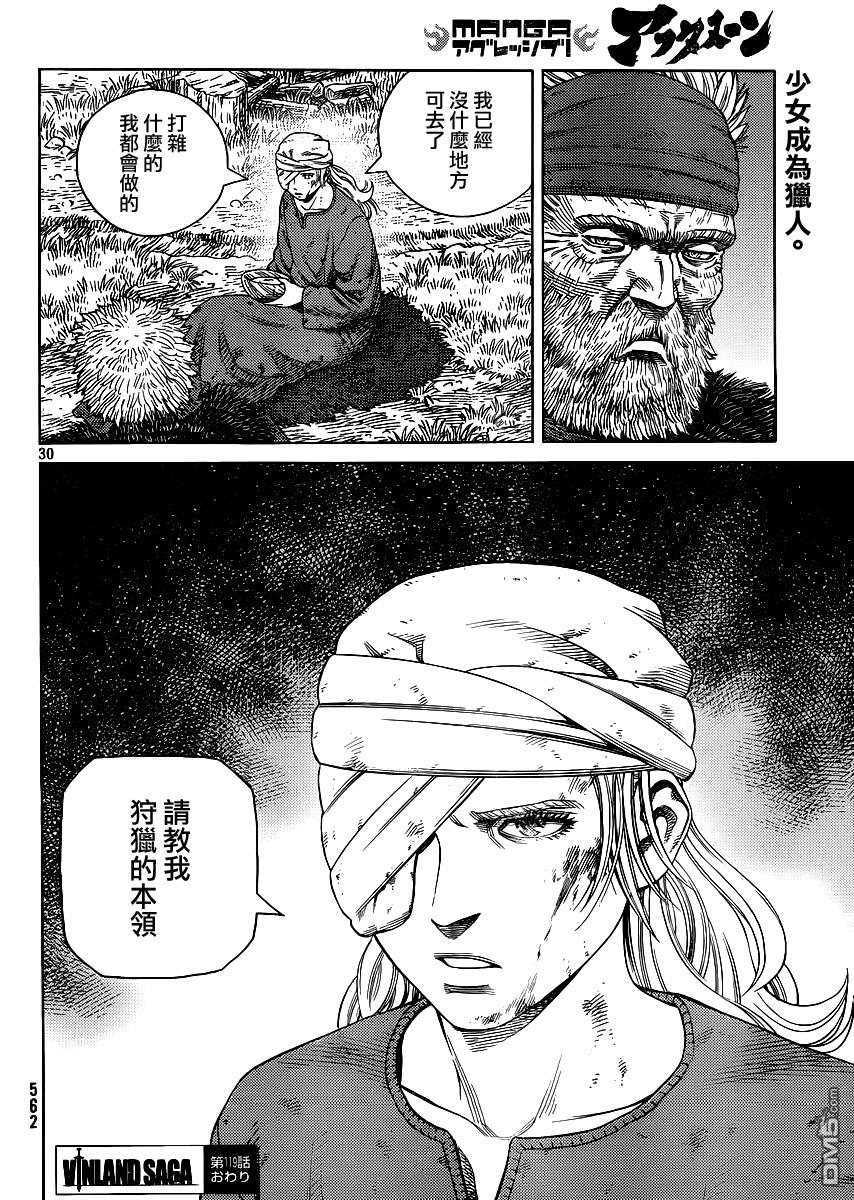 MANGA
アグレッシブ!
アフタヌーン
少女成為獵人。
我已經
沒什麼地方
可去了
打雜
什麼的
我都會做的
30
請教我
狩獵的本領
562
VINLAND SAGA
第119話
おわり
DM5.com